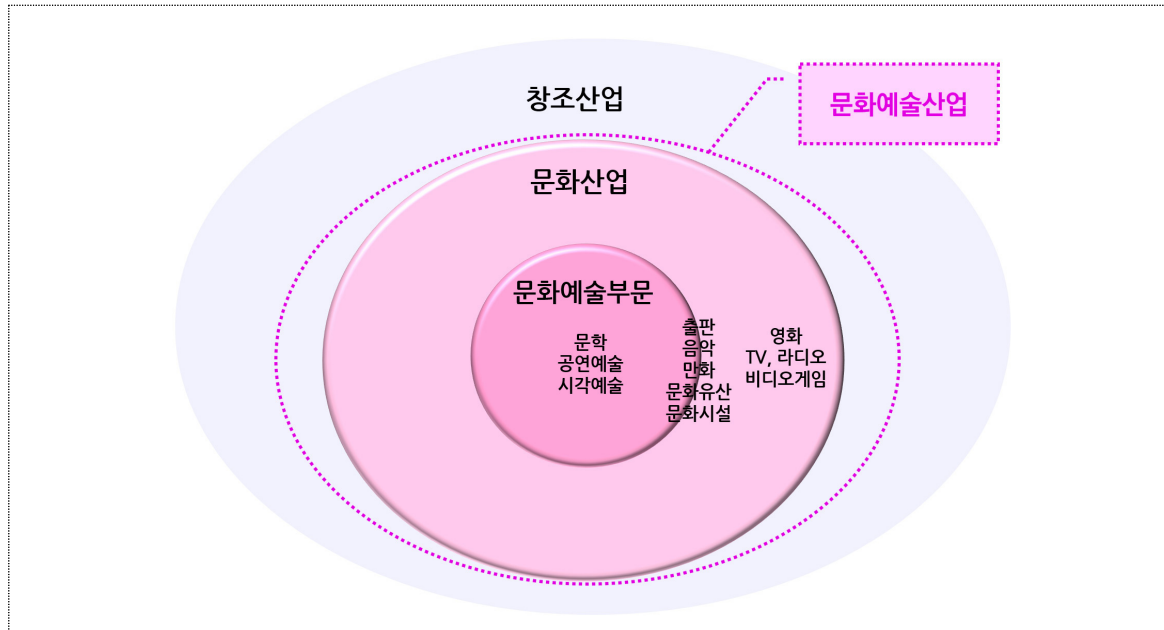 창조산업
문화예술산업
문화산업
문화예술부문
문학
공연예술
시각예술
출판
음악
만화
문화유산
문화시설
영화
TV, 라디오
비디오게임